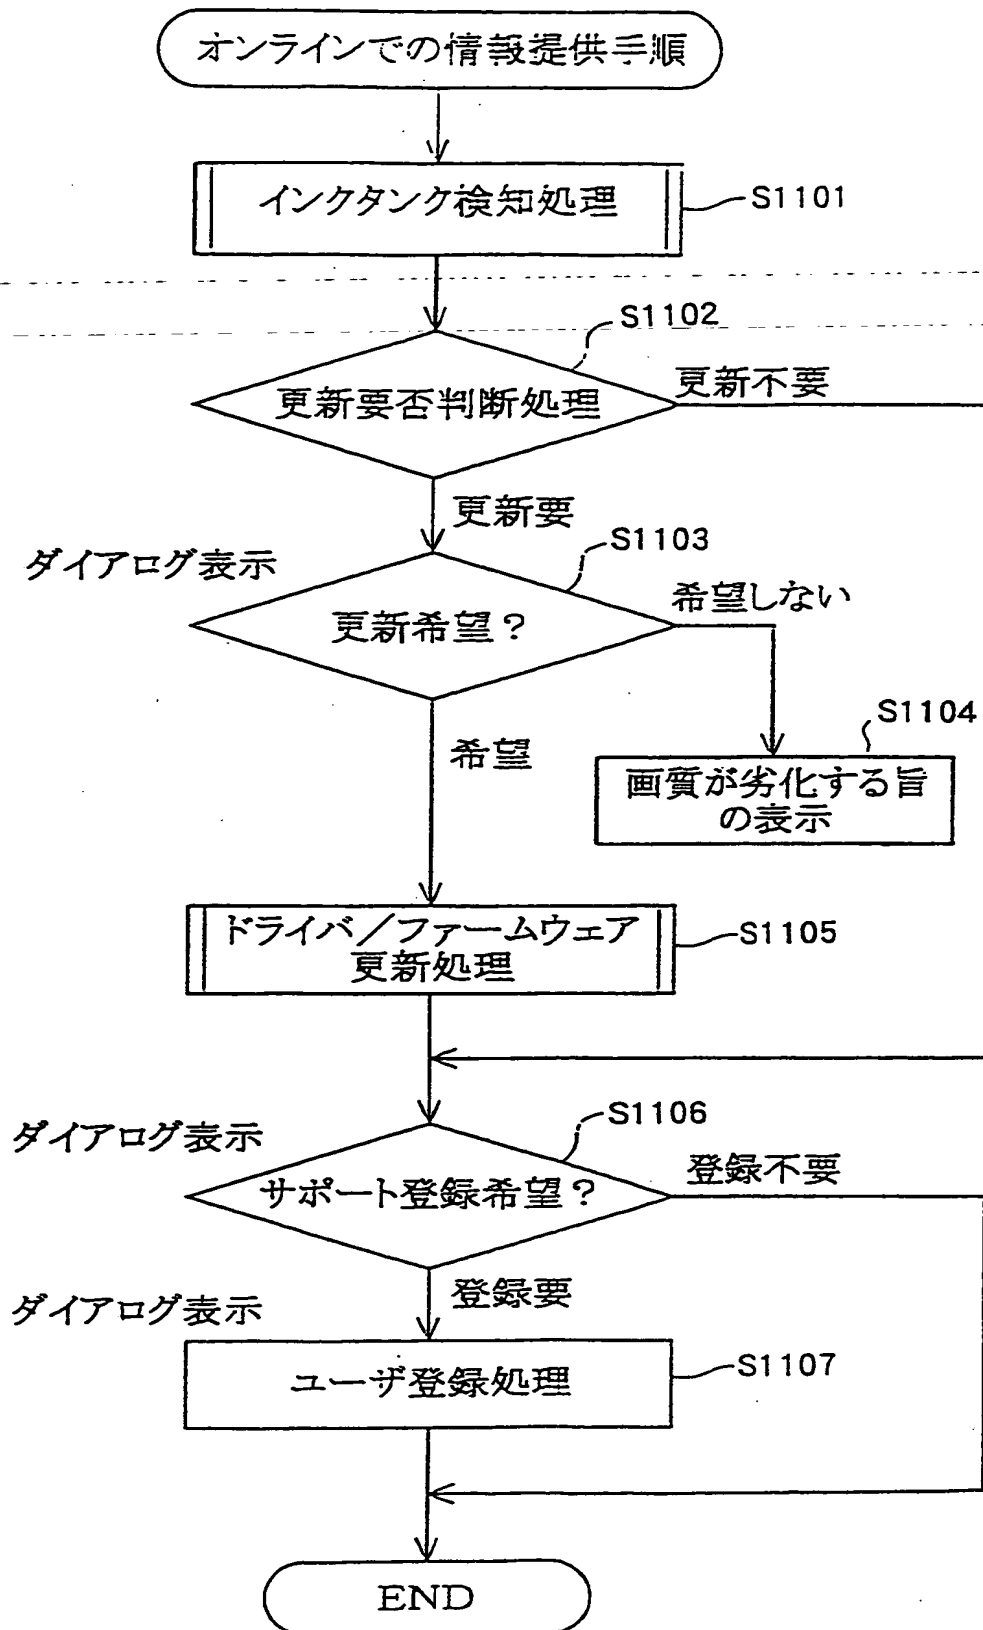 オンラインでの情報提供手順
インクタンク検知処理
S1101
S1102
更新要否判断処理
更新不要
更新要
ダイアログ表示
S1103
更新希望?
希望しない
希望
S1104
画質が劣化する旨
の表示
ドライバ/ファームウェア
更新処理
S1105
ダイアログ表示
S1106
サポート登録希望?
登録不要
登録要
ダイアログ表示
ユーザ登録処理
S1107
END